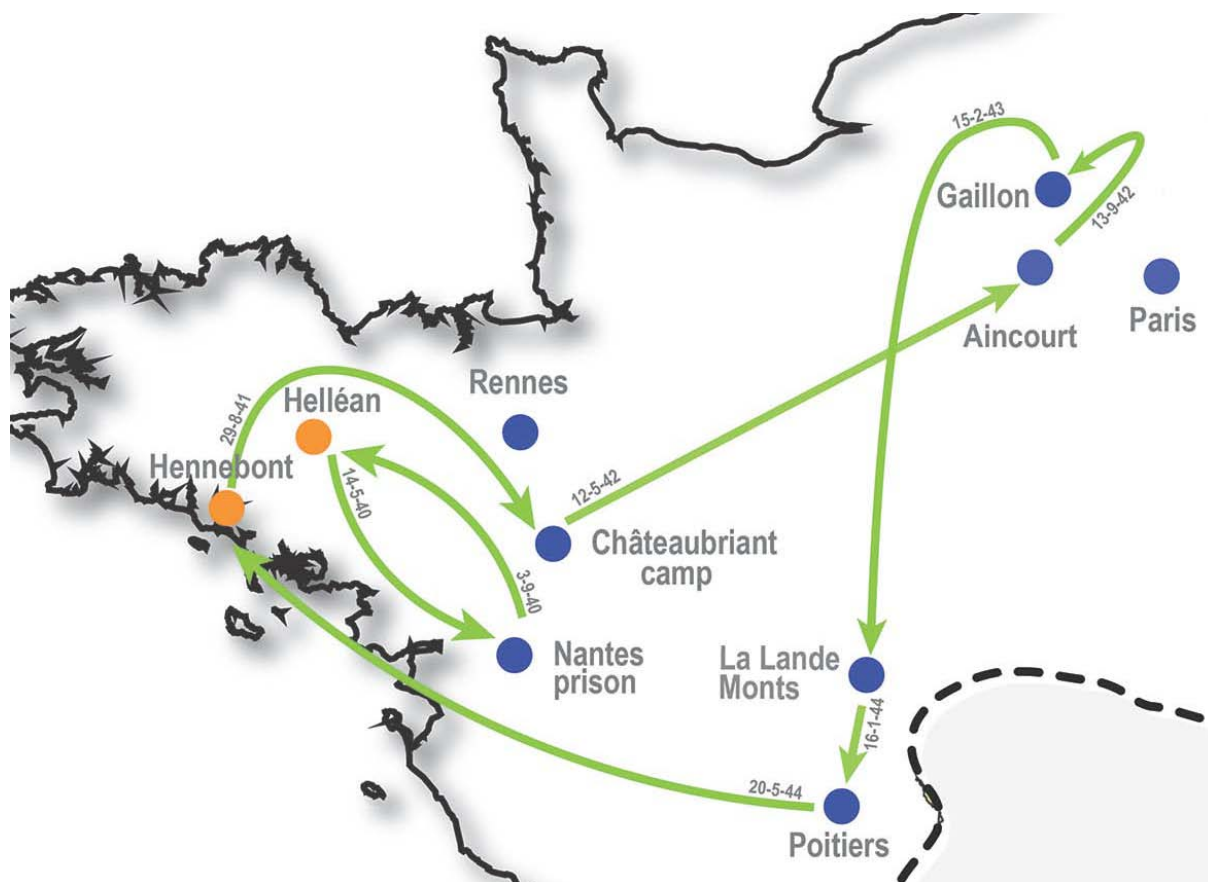 15-2-43
Gaillon
13-9-42
Aincourt
Paris
Rennes
Helléan
29-8-41
Hennebont
14-5-40
12-5-42
Châteaubriant
camp
3-9-40
Nantes
prison
La Lande
Monts
16-1-44
20-5-44
Poitiers